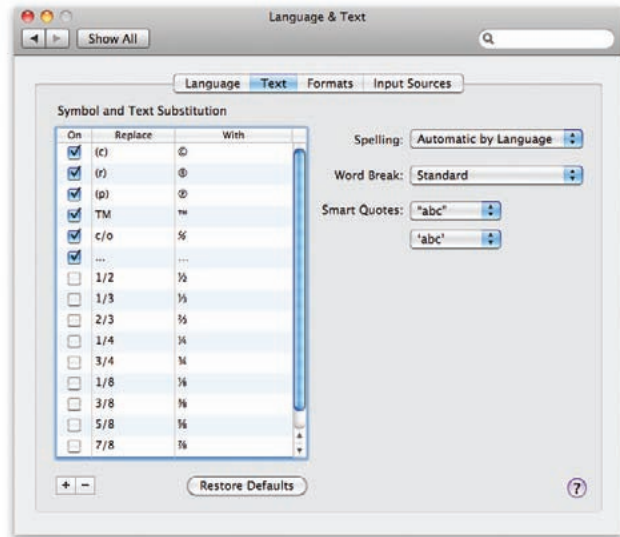 Language & Text
Show All
Language Text Formats Input Sources
Symbol and Text Substitution
On Replace With
(c) ©
(r) ®
(p) ℗
TM ™
c/o ℅
... …
1/2 ½
1/3 ⅓
2/3 ⅔
1/4 ¼
3/4 ¾
1/8 ⅛
3/8 ⅜
5/8 ⅝
7/8 ⅞
Spelling: Automatic by Language
Word Break: Standard
Smart Quotes: "abc"
'abc'
+ −
Restore Defaults
?